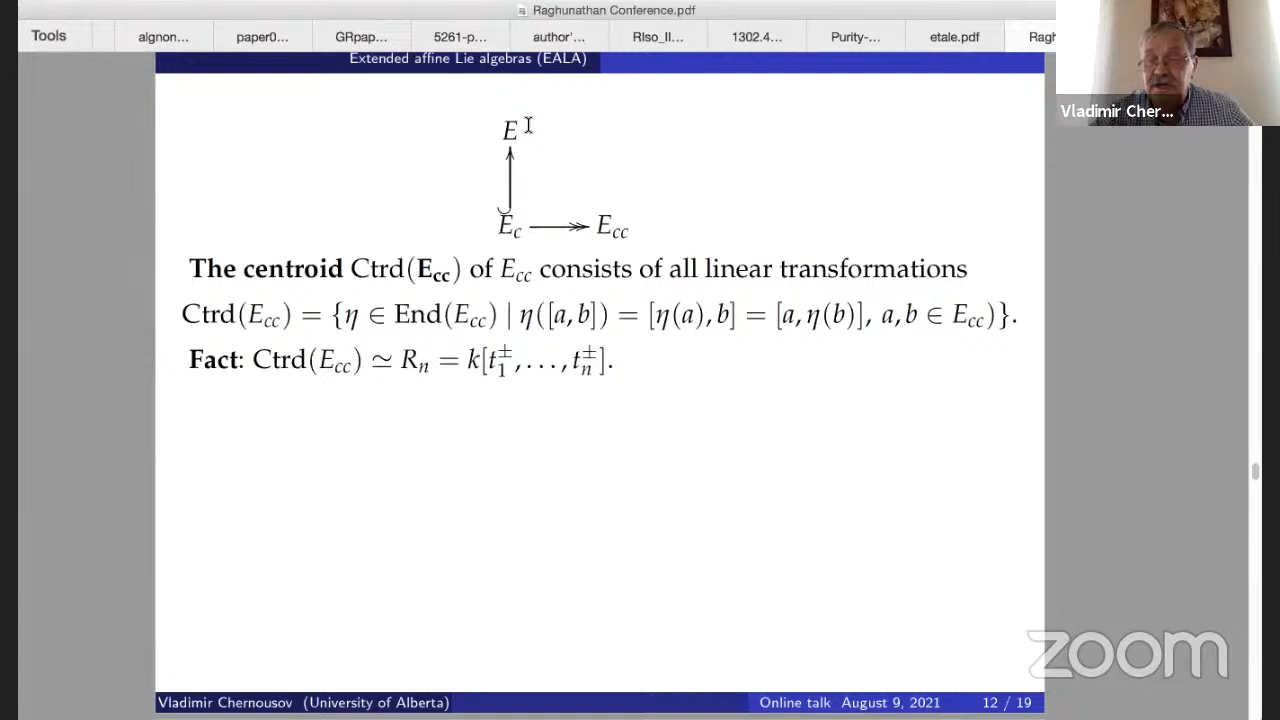 Raghunathan Conference.pdf
Tools
algnon...
paper0...
GRpap...
5261-p...
author'...
RIso_II...
1302.4...
Purity-...
etale.pdf
Ragh
Extended affine Lie algebras (EALA)
Vladimir Cher...
E
E_c ↠ E_cc
The centroid Ctrd(E_cc) of E_cc consists of all linear transformations
Ctrd(E_cc) = {η ∈ End(E_cc) | η([a, b]) = [η(a), b] = [a, η(b)], a, b ∈ E_cc)}.
Fact: Ctrd(E_cc) ≃ R_n = k[t_1^±, . . . , t_n^±].
zoom
Vladimir Chernousov (University of Alberta)
Online talk August 9, 2021
12 / 19